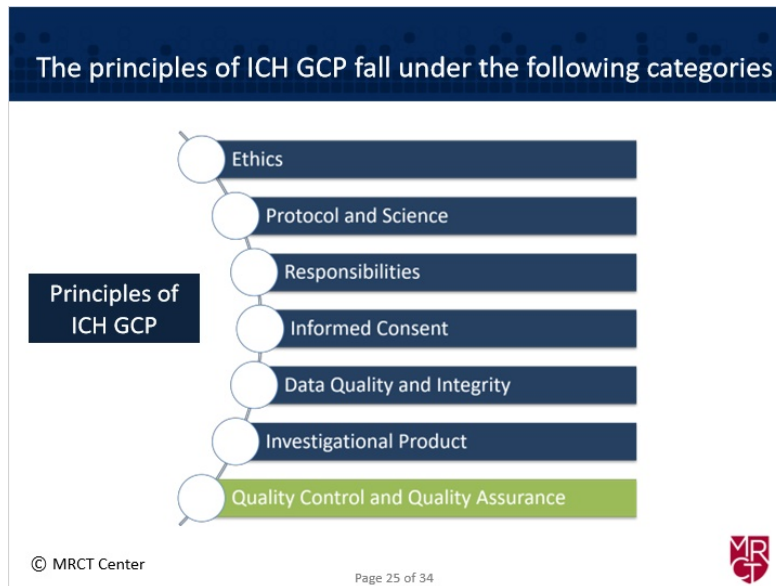 The principles of ICH GCP fall under the following categories
Ethics
Protocol and Science
Responsibilities
Principles of
ICH GCP
Informed Consent
Data Quality and Integrity
Investigational Product
Quality Control and Quality Assurance
© MRCT Center
Page 25 of 34
MR
CT